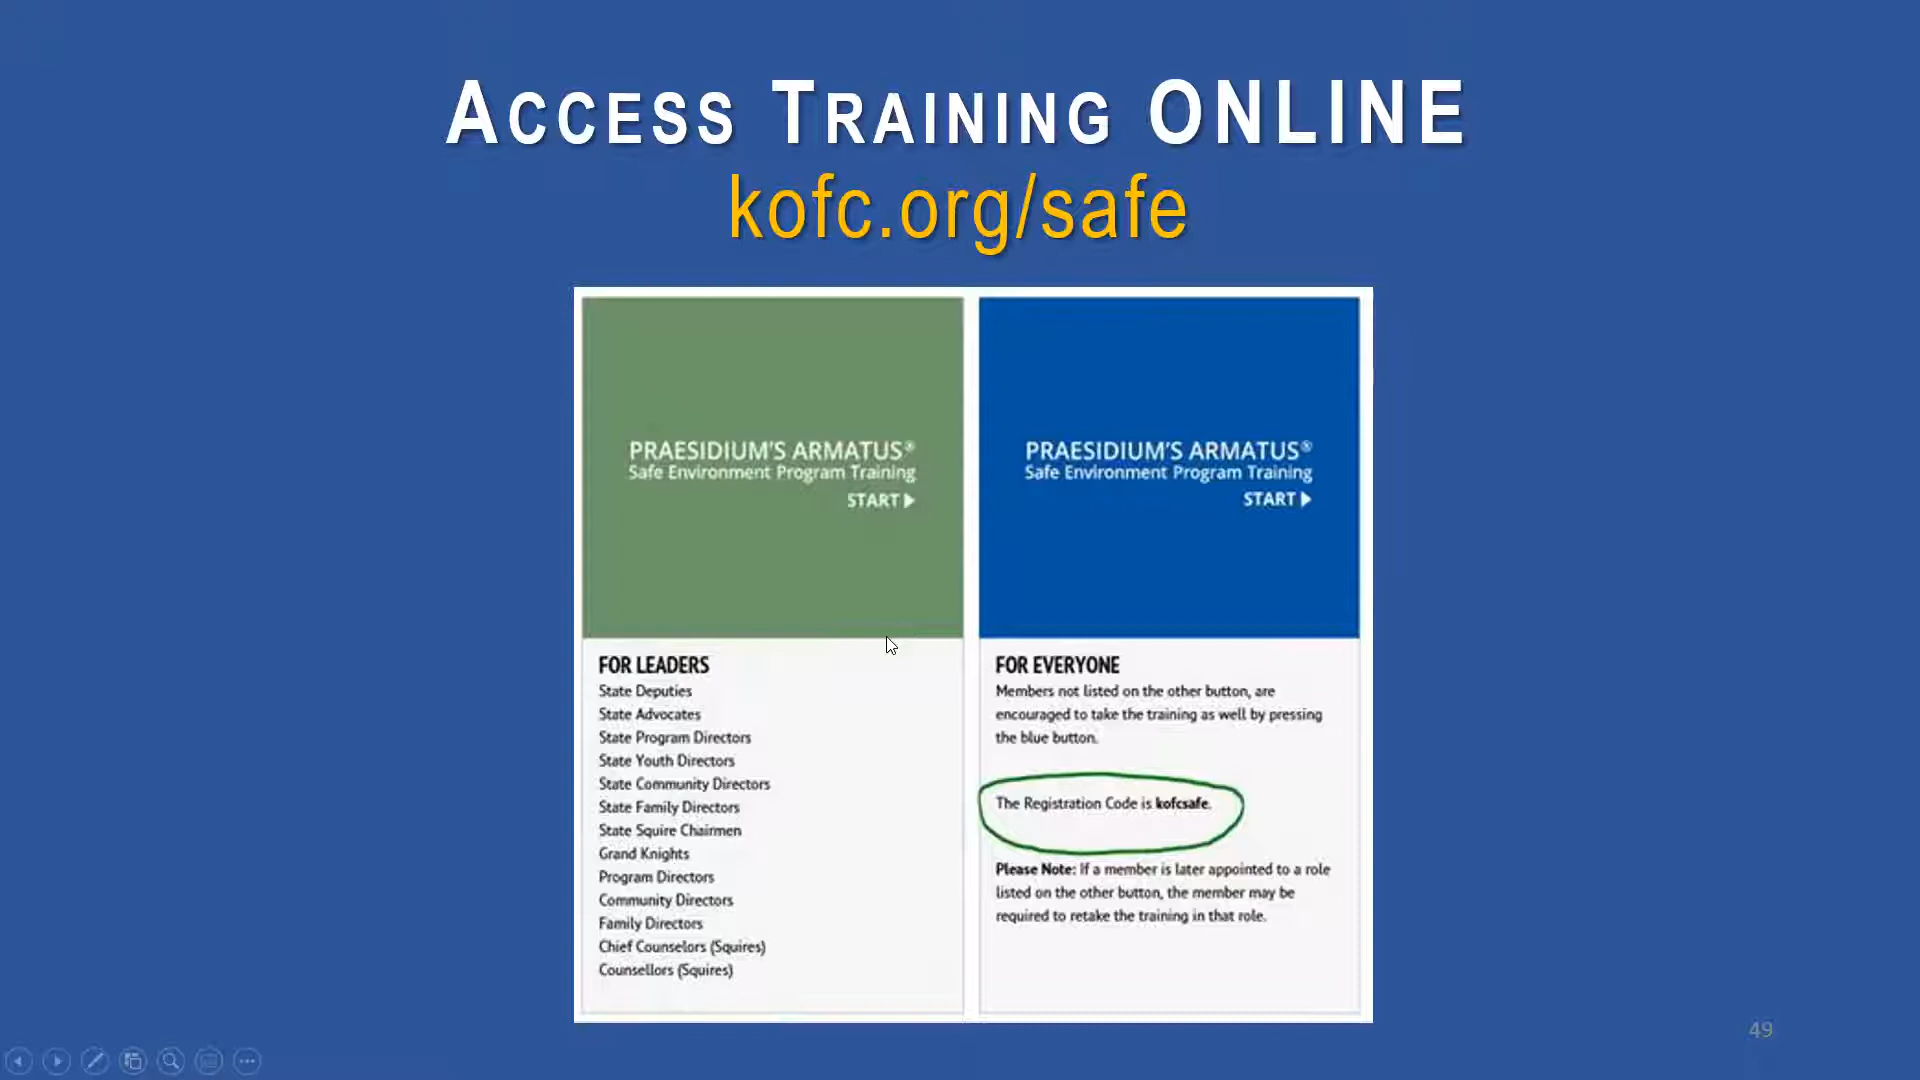 ACCESS TRAINING ONLINE
kofc.org/safe
PRAESIDIUM'S ARMATUS®
Safe Environment Program Training
START
FOR LEADERS
State Deputies
State Advocates
State Program Directors
State Youth Directors
State Community Directors
State Family Directors
State Squire Chairmen
Grand Knights
Program Directors
Community Directors
Family Directors
Chief Counselors (Squires)
Counsellors (Squires)
PRAESIDIUM'S ARMATUS®
Safe Environment Program Training
START
FOR EVERYONE
Members not listed on the other button, are
encouraged to take the training as well by pressing
the blue button.
The Registration Code is kofcsafe.
Please Note: If a member is later appointed to a role
listed on the other button, the member may be
required to retake the training in that role.
49